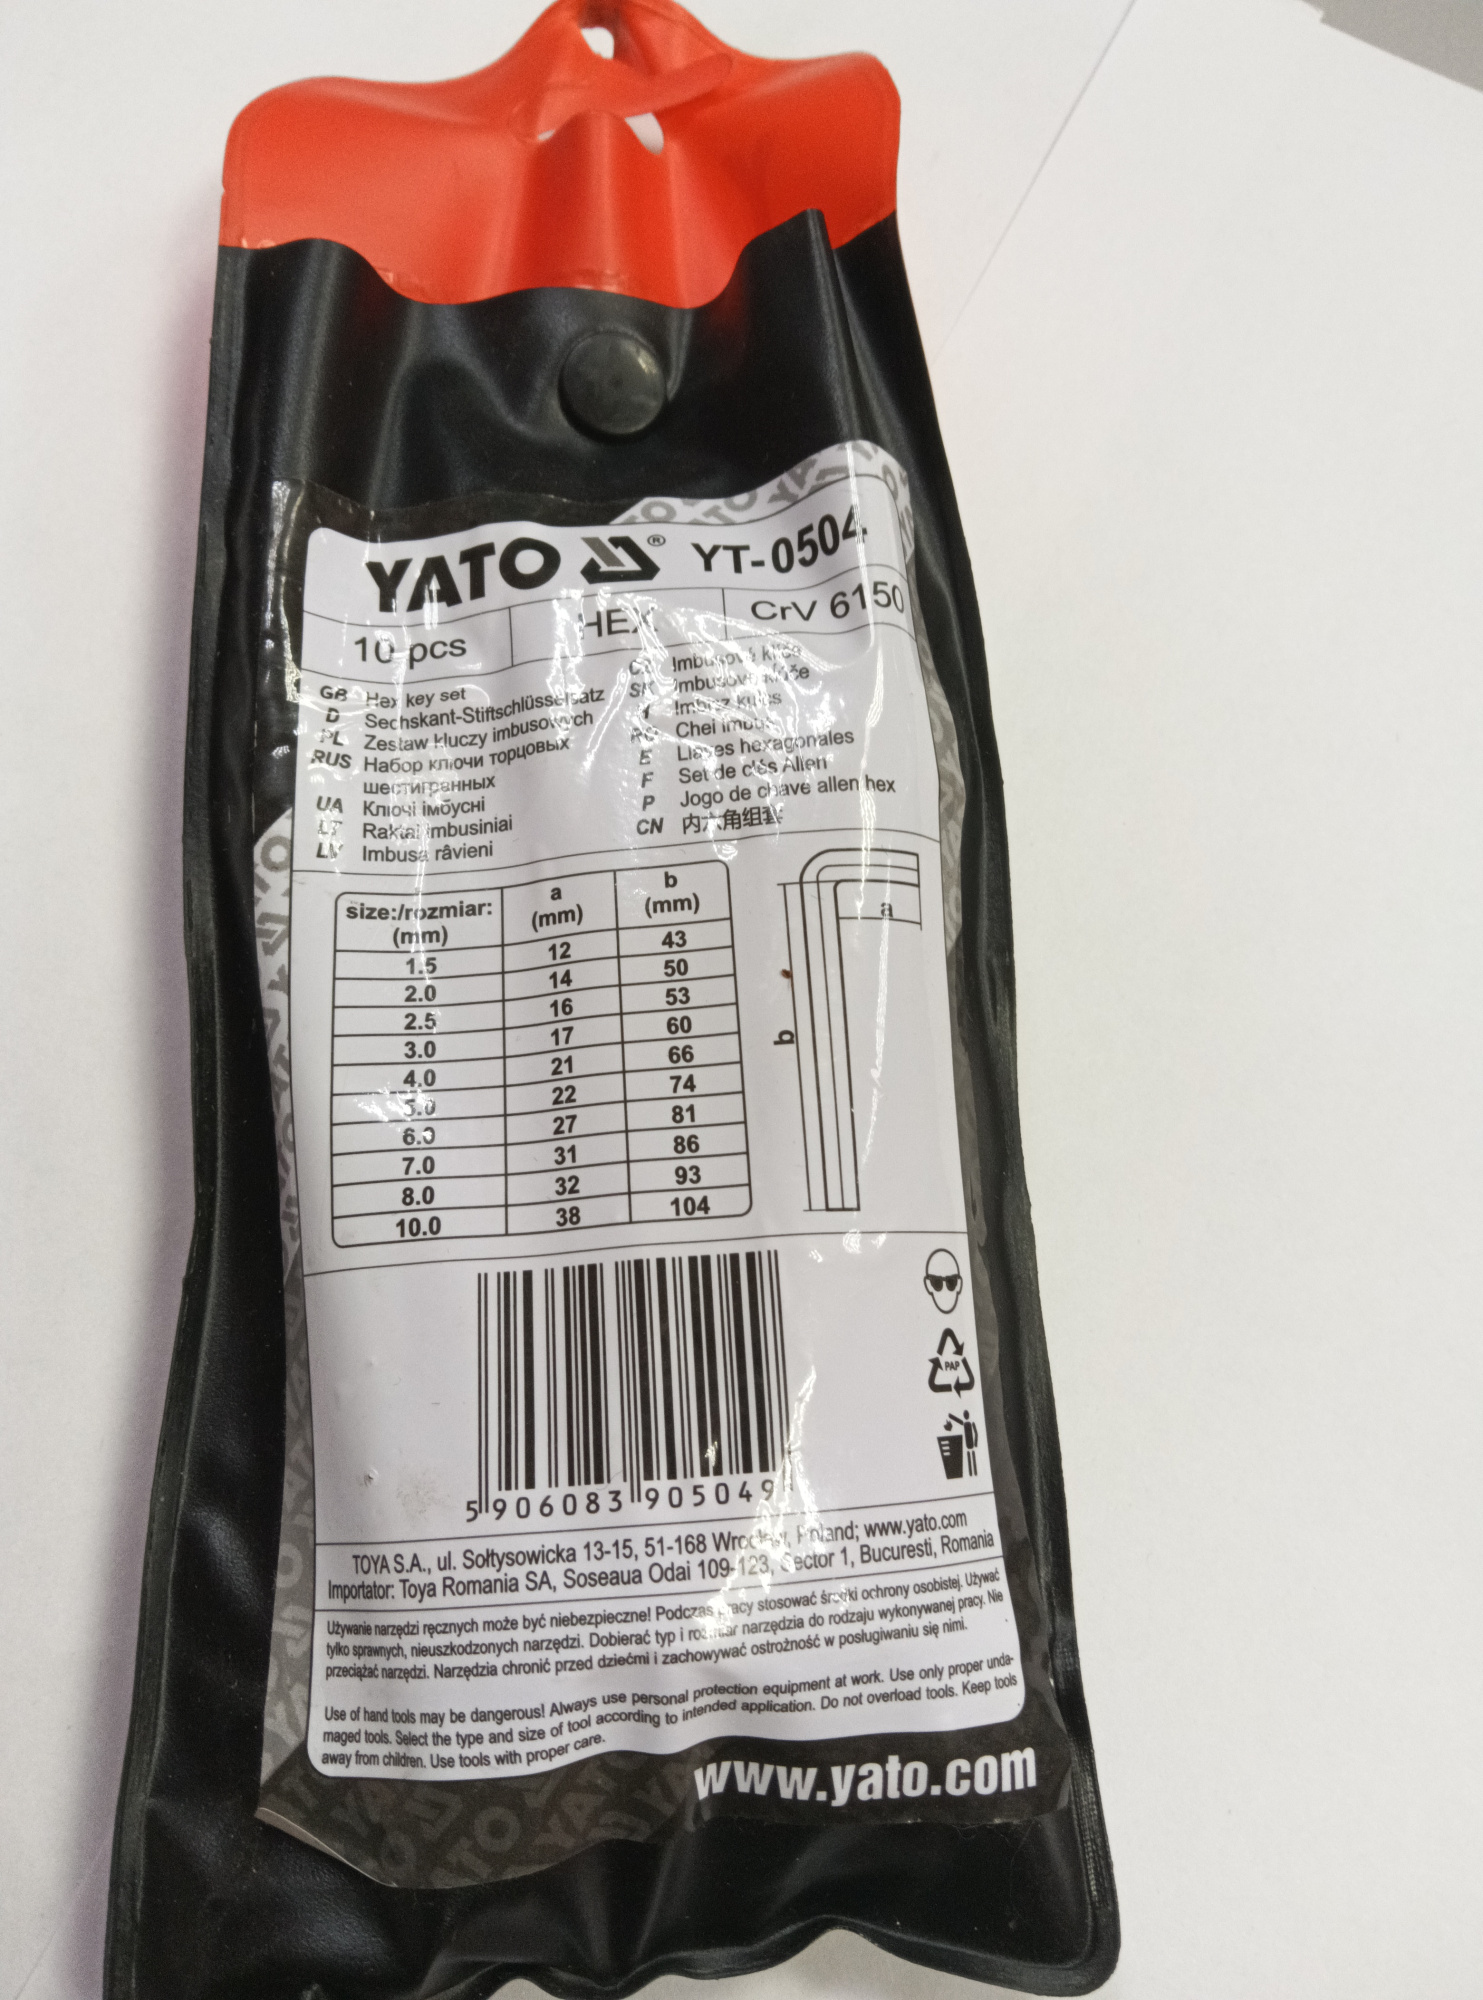 YATO ® YT-0504
10 pcs HEX CrV 6150
GB Hex key set
D Sechskant-Stiftschlüsselsatz
PL Zestaw kluczy imbusowych
RUS Набор ключи торцовых
шестигранных
UA Ключі імбусні
LT Raktai imbusiniai
LV Imbusa râvieni
CZ Imbusové klíče
SK Imbusové kľúče
Imbusz kulcs
RO Chei imbus
E Llaves hexagonales
F Set de clés Allen
P Jogo de chave allen hex
CN 内六角组套
size:/rozmiar: (mm) a (mm) b (mm)
1.5 12 43
2.0 14 50
2.5 16 53
3.0 17 60
4.0 21 66
5.0 22 74
6.0 27 81
7.0 31 86
8.0 32 93
10.0 38 104
a
b
PAP
5 906083 905049
TOYA S.A., ul. Sołtysowicka 13-15, 51-168 Wrocław, Poland; www.yato.com
Importator: Toya Romania SA, Soseaua Odai 109-123, Sector 1, Bucuresti, Romania
Używanie narzędzi ręcznych może być niebezpieczne! Podczas pracy stosować środki ochrony osobistej. Używać
tylko sprawnych, nieuszkodzonych narzędzi. Dobierać typ i rozmiar narzędzia do rodzaju wykonywanej pracy. Nie
przeciążać narzędzi. Narzędzia chronić przed dziećmi i zachowywać ostrożność w posługiwaniu się nimi.
Use of hand tools may be dangerous! Always use personal protection equipment at work. Use only proper unda-
maged tools. Select the type and size of tool according to intended application. Do not overload tools. Keep tools
away from children. Use tools with proper care.
www.yato.com